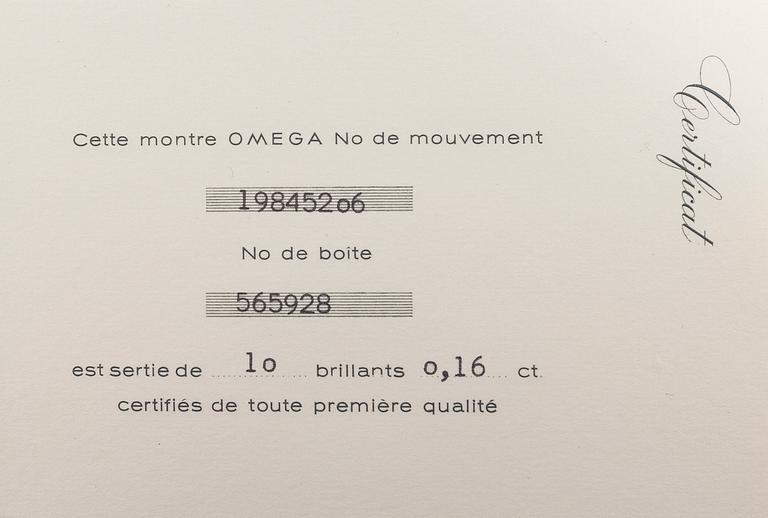 Certificat
Cette montre OMEGA No de mouvement
19845206
No de boîte
565928
est sertie de 10 brillants 0,16 ct.
certifiés de toute première qualité